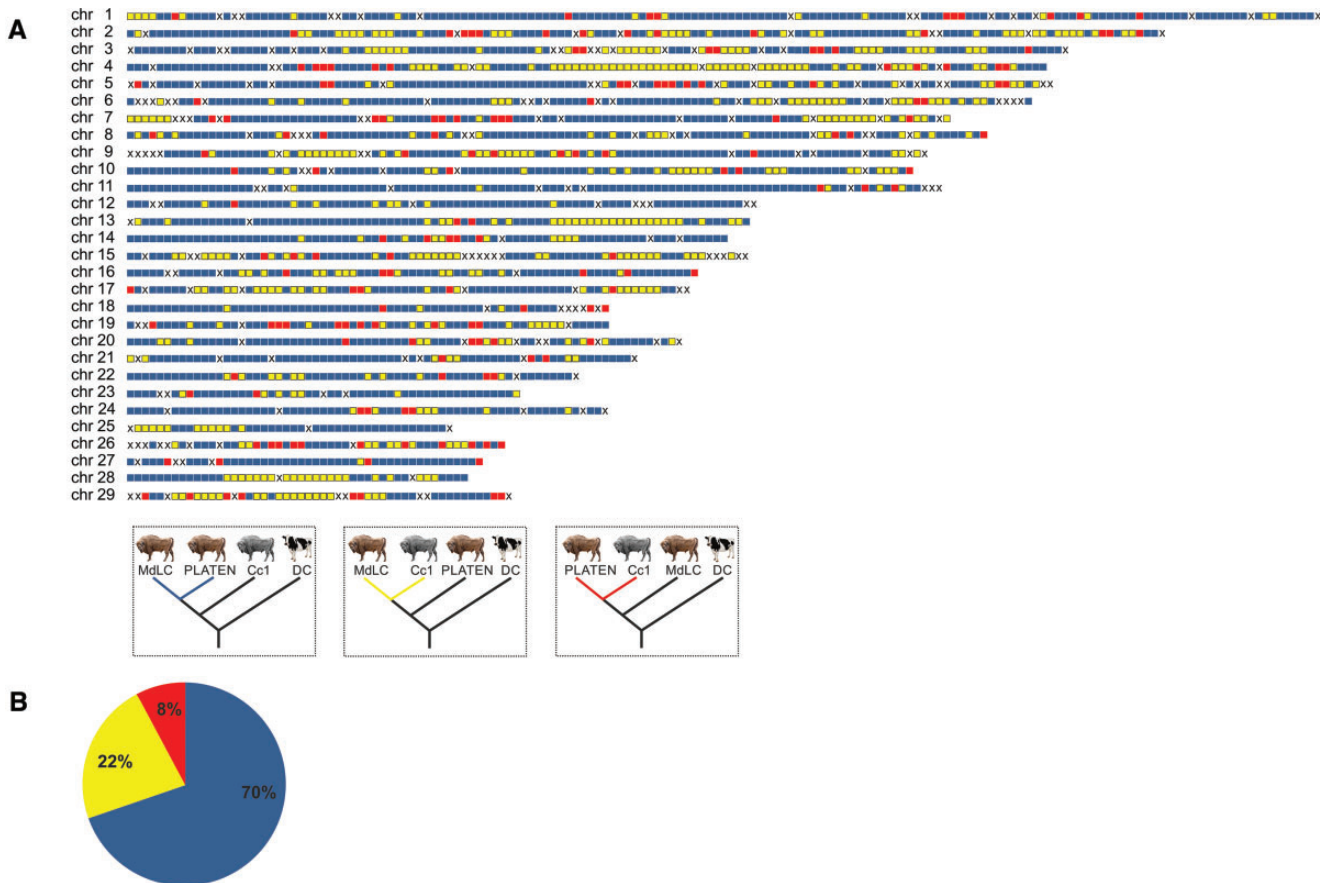 A
chr 1
chr 2
chr 3
chr 4
chr 5
chr 6
chr 7
chr 8
chr 9
chr 10
chr 11
chr 12
chr 13
chr 14
chr 15
chr 16
chr 17
chr 18
chr 19
chr 20
chr 21
chr 22
chr 23
chr 24
chr 25
chr 26
chr 27
chr 28
chr 29
MdLC PLATEN Cc1 DC
MdLC Cc1 PLATEN DC
PLATEN Cc1 MdLC DC
B
8%
22%
70%